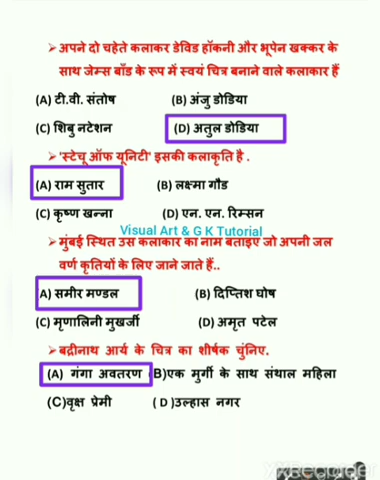 ➢अपने दो चहेते कलाकर डेविड हॉकनी और भूपेन खक्कर के
साथ जेम्स बॉंड के रूप में स्वयं चित्र बनाने वाले कलाकार हैं
(A) टी.वी. संतोष (B) अंजु डोडिया
(C) शिबु नटेशन (D) अतुल डोडिया
➢'स्टेचू ऑफ यूनिटी' इसकी कलाकृति है .
(A) राम सुतार (B) लक्ष्मा गौड
(C) कृष्ण खन्ना (D) एन. एन. रिम्सन
Visual Art & G K Tutorial
➢मुंबई स्थित उस कलाकार का नाम बताइए जो अपनी जल
वर्ण कृतियों के लिए जाने जाते हैं..
A) समीर मण्डल (B) दिप्तिश घोष
(C) मृणालिनी मुखर्जी (D) अमृत पटेल
➢बद्रीनाथ आर्य के चित्र का शीर्षक चुंनिए.
(A) गंगा अवतरण B)एक मुर्गी के साथ संथाल महिला
(C)वृक्ष प्रेमी ( D )उल्हास नगर